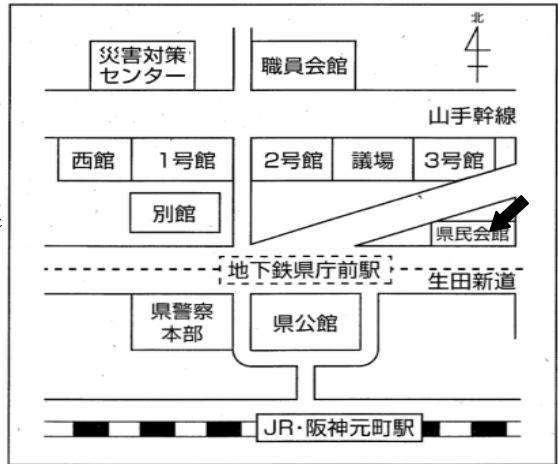 北
災害対策
センター
職員会館
山手幹線
西館
1号館
2号館
議場
3号館
別館
県民会館
地下鉄県庁前駅
生田新道
県警察
本部
県公館
JR・阪神元町駅